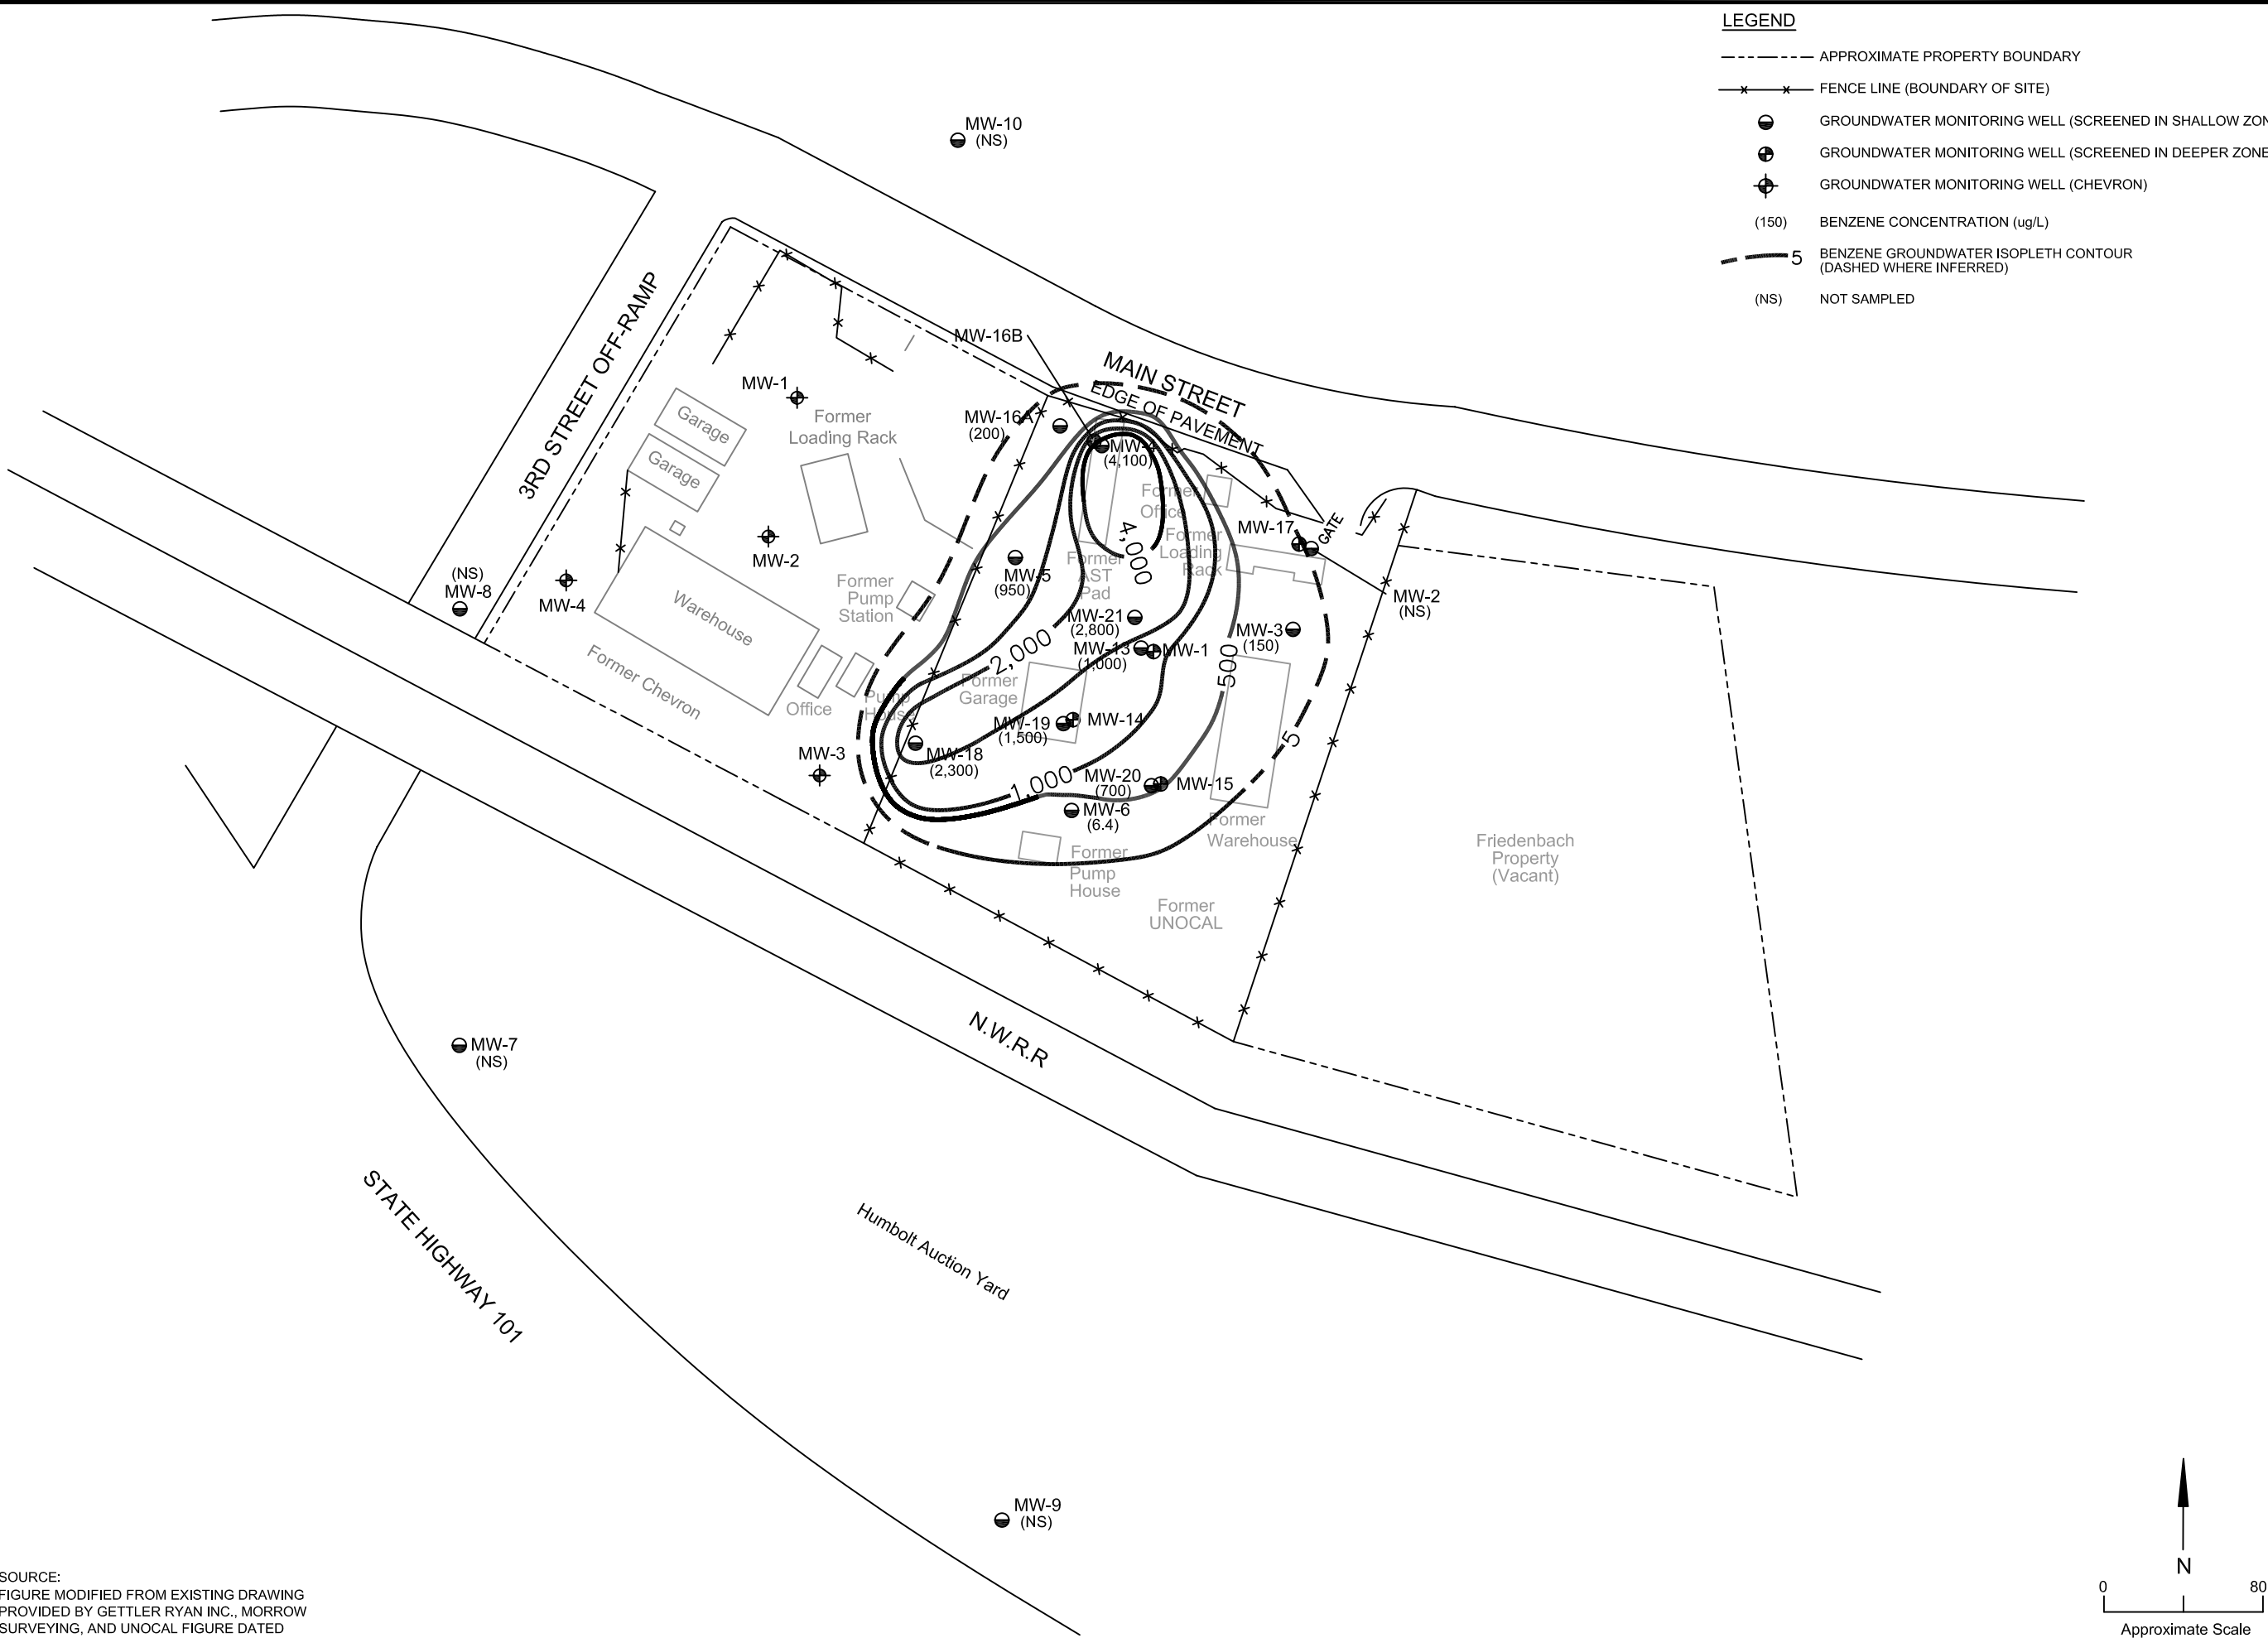 LEGEND
APPROXIMATE PROPERTY BOUNDARY
FENCE LINE (BOUNDARY OF SITE)
GROUNDWATER MONITORING WELL (SCREENED IN SHALLOW ZON
GROUNDWATER MONITORING WELL (SCREENED IN DEEPER ZONE
GROUNDWATER MONITORING WELL (CHEVRON)
(150) BENZENE CONCENTRATION (ug/L)
5 BENZENE GROUNDWATER ISOPLETH CONTOUR
(DASHED WHERE INFERRED)
(NS) NOT SAMPLED
MW-10
(NS)
3RD STREET OFF-RAMP
MW-16B
MAIN STREET
EDGE OF PAVEMENT
MW-1
Garage
Garage
Former
Loading Rack
MW-16A
(200)
MW-4
(4,100)
Former
Office
4,000
MW-17
GATE
Former
Loading
Rack
MW-2
(NS)
MW-8
MW-4
MW-2
(NS)
Warehouse
Former Chevron
Former
Pump
Station
MW-5
(950)
Former
AST
Pad
MW-21
(2,800)
MW-13
(1,000)
MW-1
MW-3
(150)
2,000
500
Former
Garage
Office
Pump
House
MW-19
(1,500)
MW-14
MW-3
MW-18
(2,300)
1,000
MW-20
(700)
MW-15
5
MW-6
(6.4)
Former
Warehouse
Former
Pump
House
Former
UNOCAL
Friedenbach
Property
(Vacant)
N.W.R.R
MW-7
(NS)
STATE HIGHWAY 101
Humbolt Auction Yard
MW-9
(NS)
SOURCE:
FIGURE MODIFIED FROM EXISTING DRAWING
PROVIDED BY GETTLER RYAN INC., MORROW
SURVEYING, AND UNOCAL FIGURE DATED
N
0 80
Approximate Scale